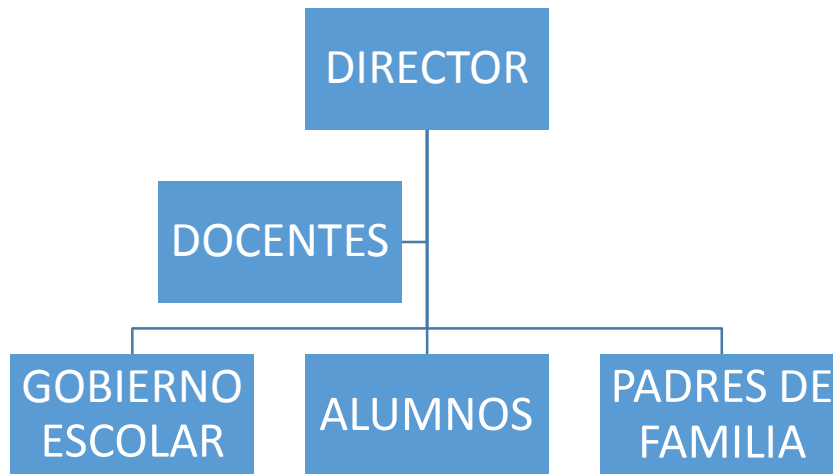 DIRECTOR
DOCENTES
GOBIERNO
ESCOLAR
ALUMNOS
PADRES DE
FAMILIA